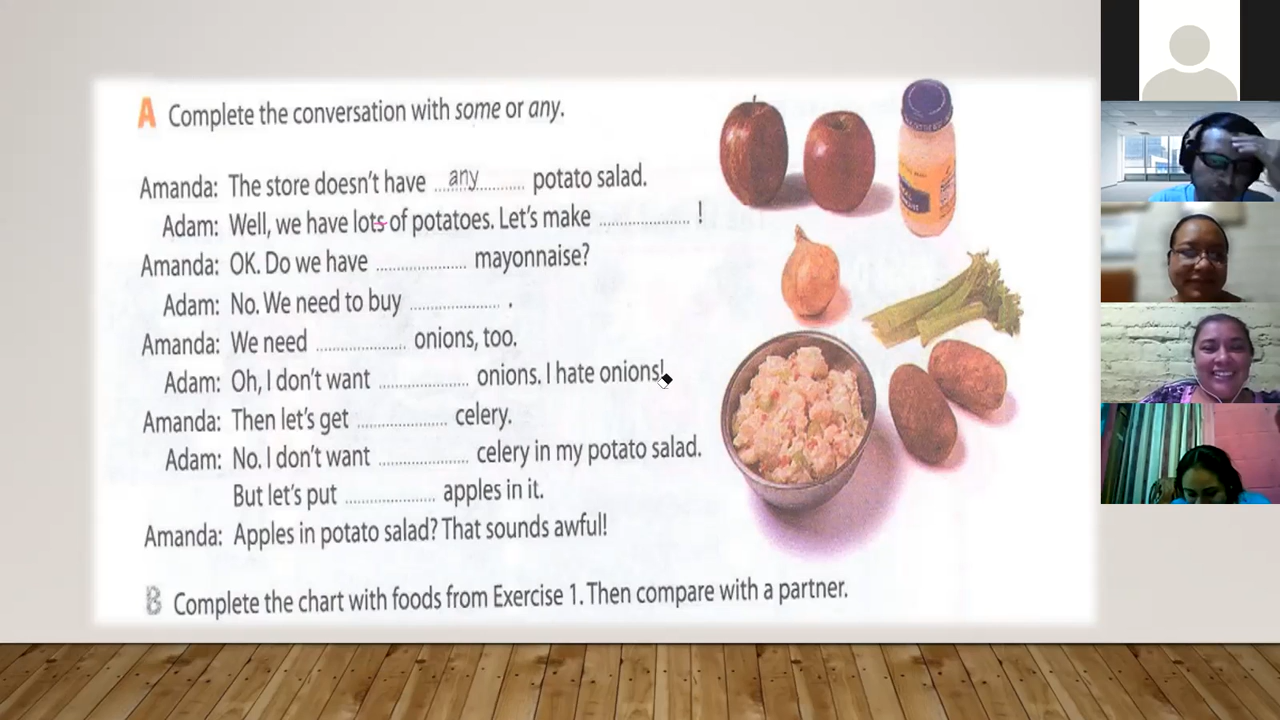 A Complete the conversation with some or any.
Amanda: The store doesn't have any potato salad.
Adam: Well, we have lots of potatoes. Let's make .................... !
Amanda: OK. Do we have .................... mayonnaise?
Adam: No. We need to buy .................... .
Amanda: We need .................... onions, too.
Adam: Oh, I don't want .................... onions. I hate onions!
Amanda: Then let's get .................... celery.
Adam: No. I don't want .................... celery in my potato salad.
But let's put .................... apples in it.
Amanda: Apples in potato salad? That sounds awful!
B Complete the chart with foods from Exercise 1. Then compare with a partner.